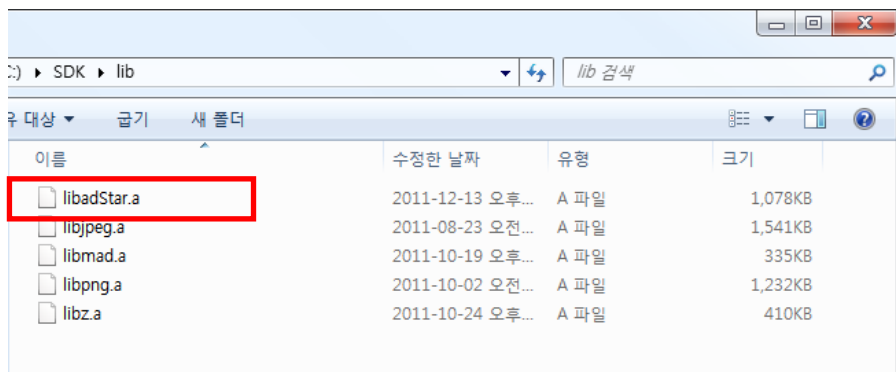 :) ▸ SDK ▸ lib
lib 검색
유 대상 굽기 새 폴더
이름 수정한 날짜 유형 크기
libadStar.a 2011-12-13 오후... A 파일 1,078KB
libjpeg.a 2011-08-23 오전... A 파일 1,541KB
libmad.a 2011-10-19 오후... A 파일 335KB
libpng.a 2011-10-02 오전... A 파일 1,232KB
libz.a 2011-10-24 오후... A 파일 410KB